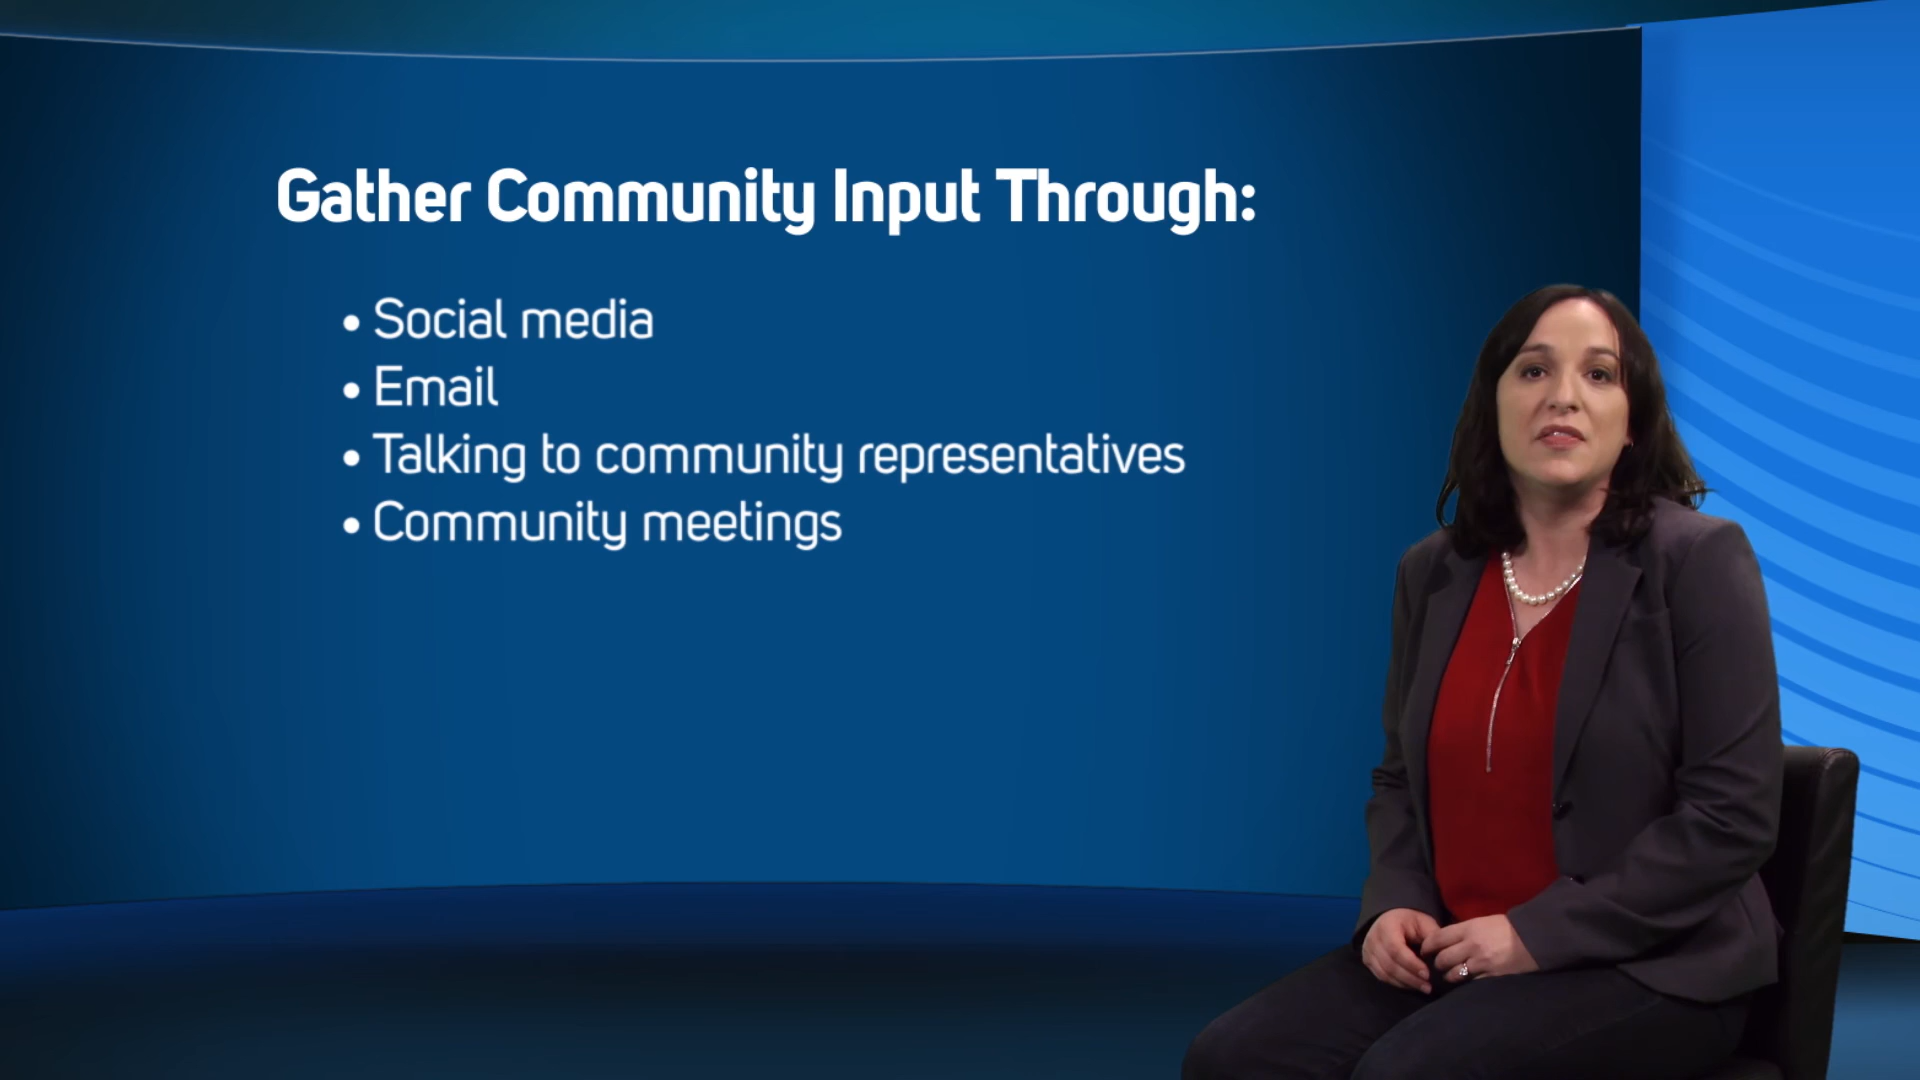 Gather Community Input Through:
• Social media
• Email
• Talking to community representatives
• Community meetings